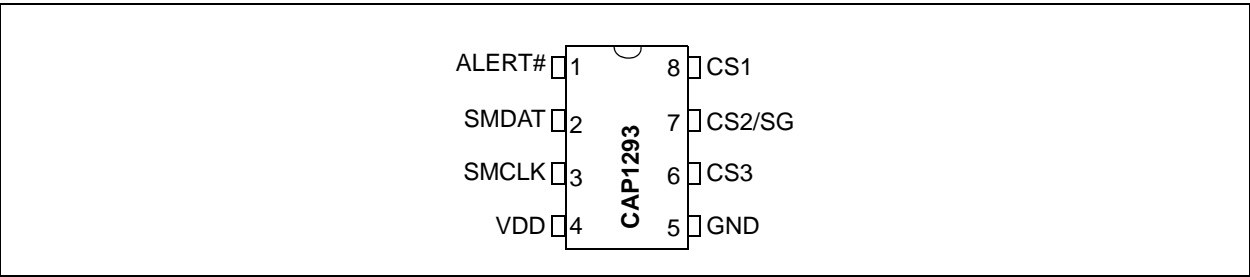 ALERT# 1 8 CS1
SMDAT 2 7 CS2/SG
SMCLK 3 6 CS3
VDD 4 5 GND
CAP1293